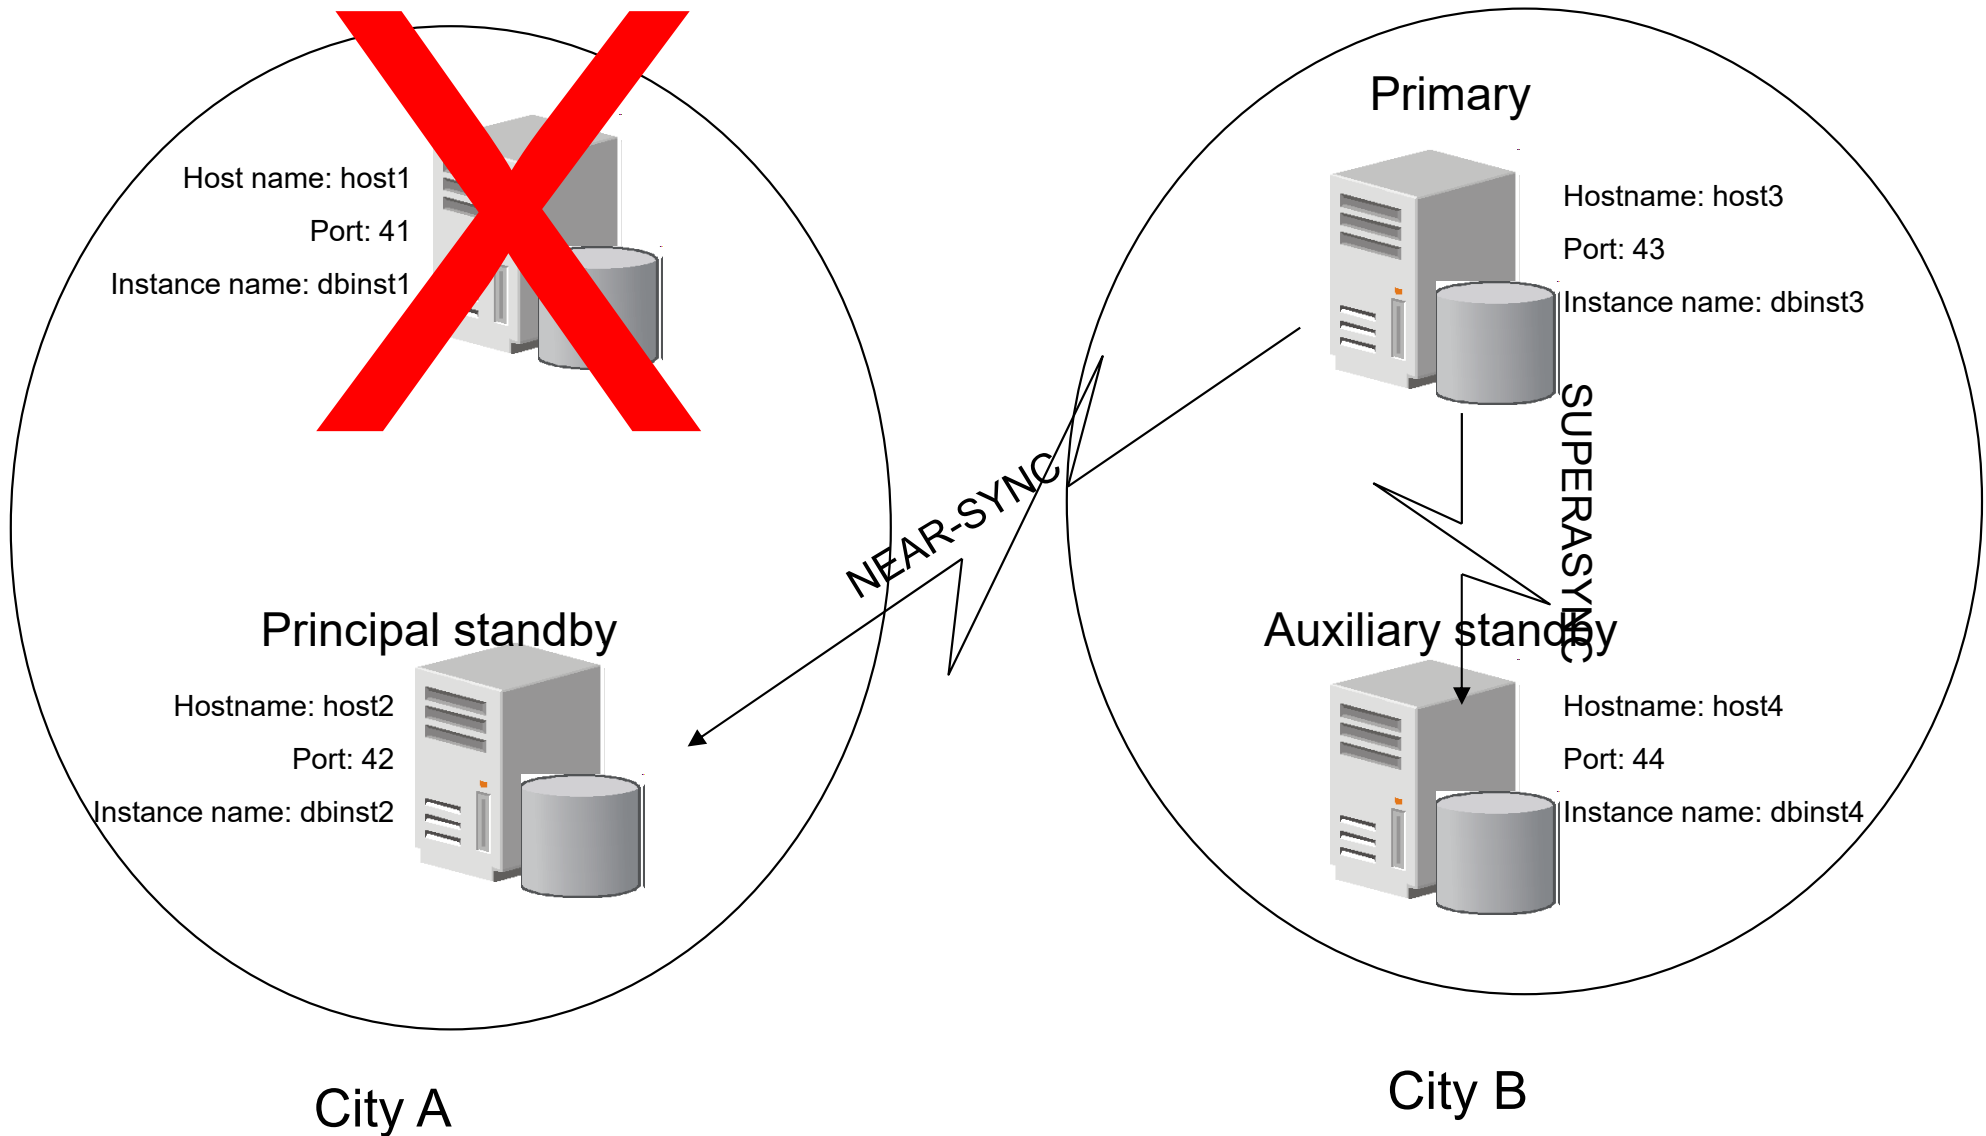 Host name: host1
Port: 41
Instance name: dbinst1
Principal standby
Hostname: host2
Port: 42
Instance name: dbinst2
City A
NEAR-SYNC
Primary
Hostname: host3
Port: 43
Instance name: dbinst3
SUPERASYNC
Auxiliary standby
Hostname: host4
Port: 44
Instance name: dbinst4
City B